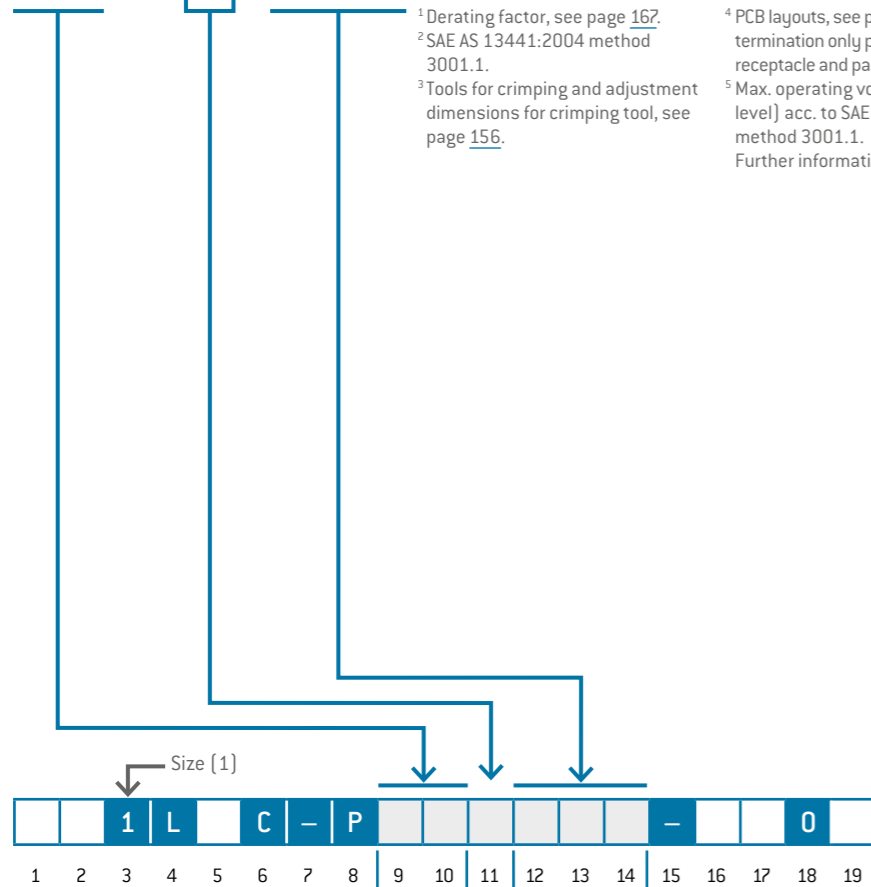 ¹ Derating factor, see page 167.
² SAE AS 13441:2004 method
3001.1.
³ Tools for crimping and adjustment
dimensions for crimping tool, see
page 156.
⁴ PCB layouts, see p
termination only p
receptacle and pa
⁵ Max. operating vo
level) acc. to SAE
method 3001.1.
Further informati
Size (1)
1 L C – P – 0
1 2 3 4 5 6 7 8 9 10 11 12 13 14 15 16 17 18 19